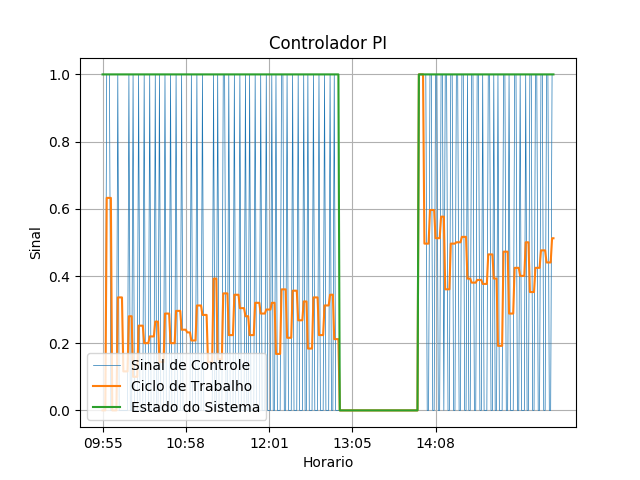 Controlador PI
1.0
0.8
0.6
0.4
0.2
0.0
Sinal
Sinal de Controle
Ciclo de Trabalho
Estado do Sistema
09:55 10:58 12:01 13:05 14:08
Horario